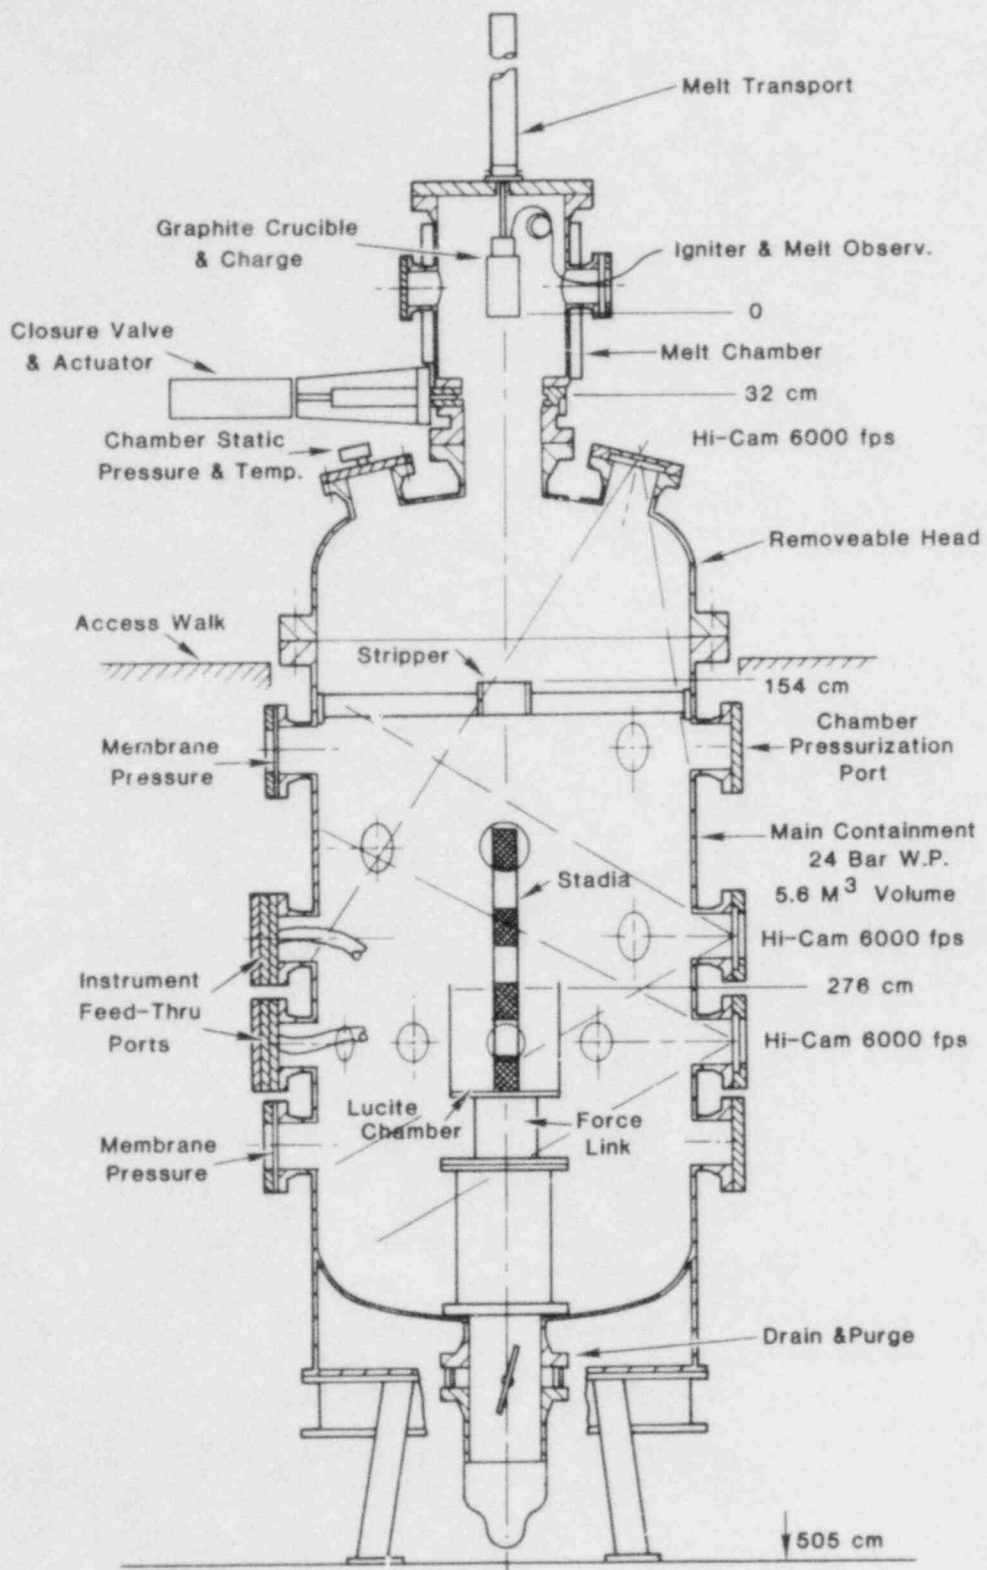 Melt Transport
Graphite Crucible
& Charge
Igniter & Melt Observ.
0
Closure Valve
& Actuator
Melt Chamber
32 cm
Chamber Static
Pressure & Temp.
Hi-Cam 6000 fps
Removeable Head
Access Walk
Stripper
154 cm
Membrane
Pressure
Chamber
Pressurization
Port
Main Containment
24 Bar W.P.
5.6 M³ Volume
Stadia
Hi-Cam 6000 fps
Instrument
Feed-Thru
Ports
276 cm
Hi-Cam 6000 fps
Lucite
Chamber
Force
Link
Membrane
Pressure
Drain &Purge
505 cm